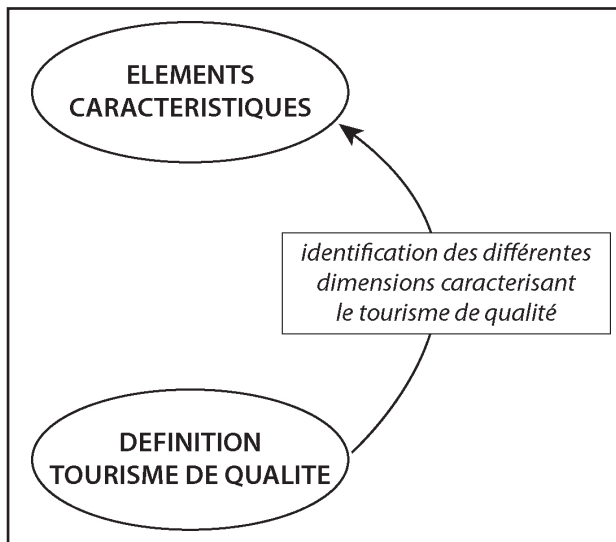 ELEMENTS
CARACTERISTIQUES
identification des différentes
dimensions caracterisant
le tourisme de qualité
DEFINITION
TOURISME DE QUALITE